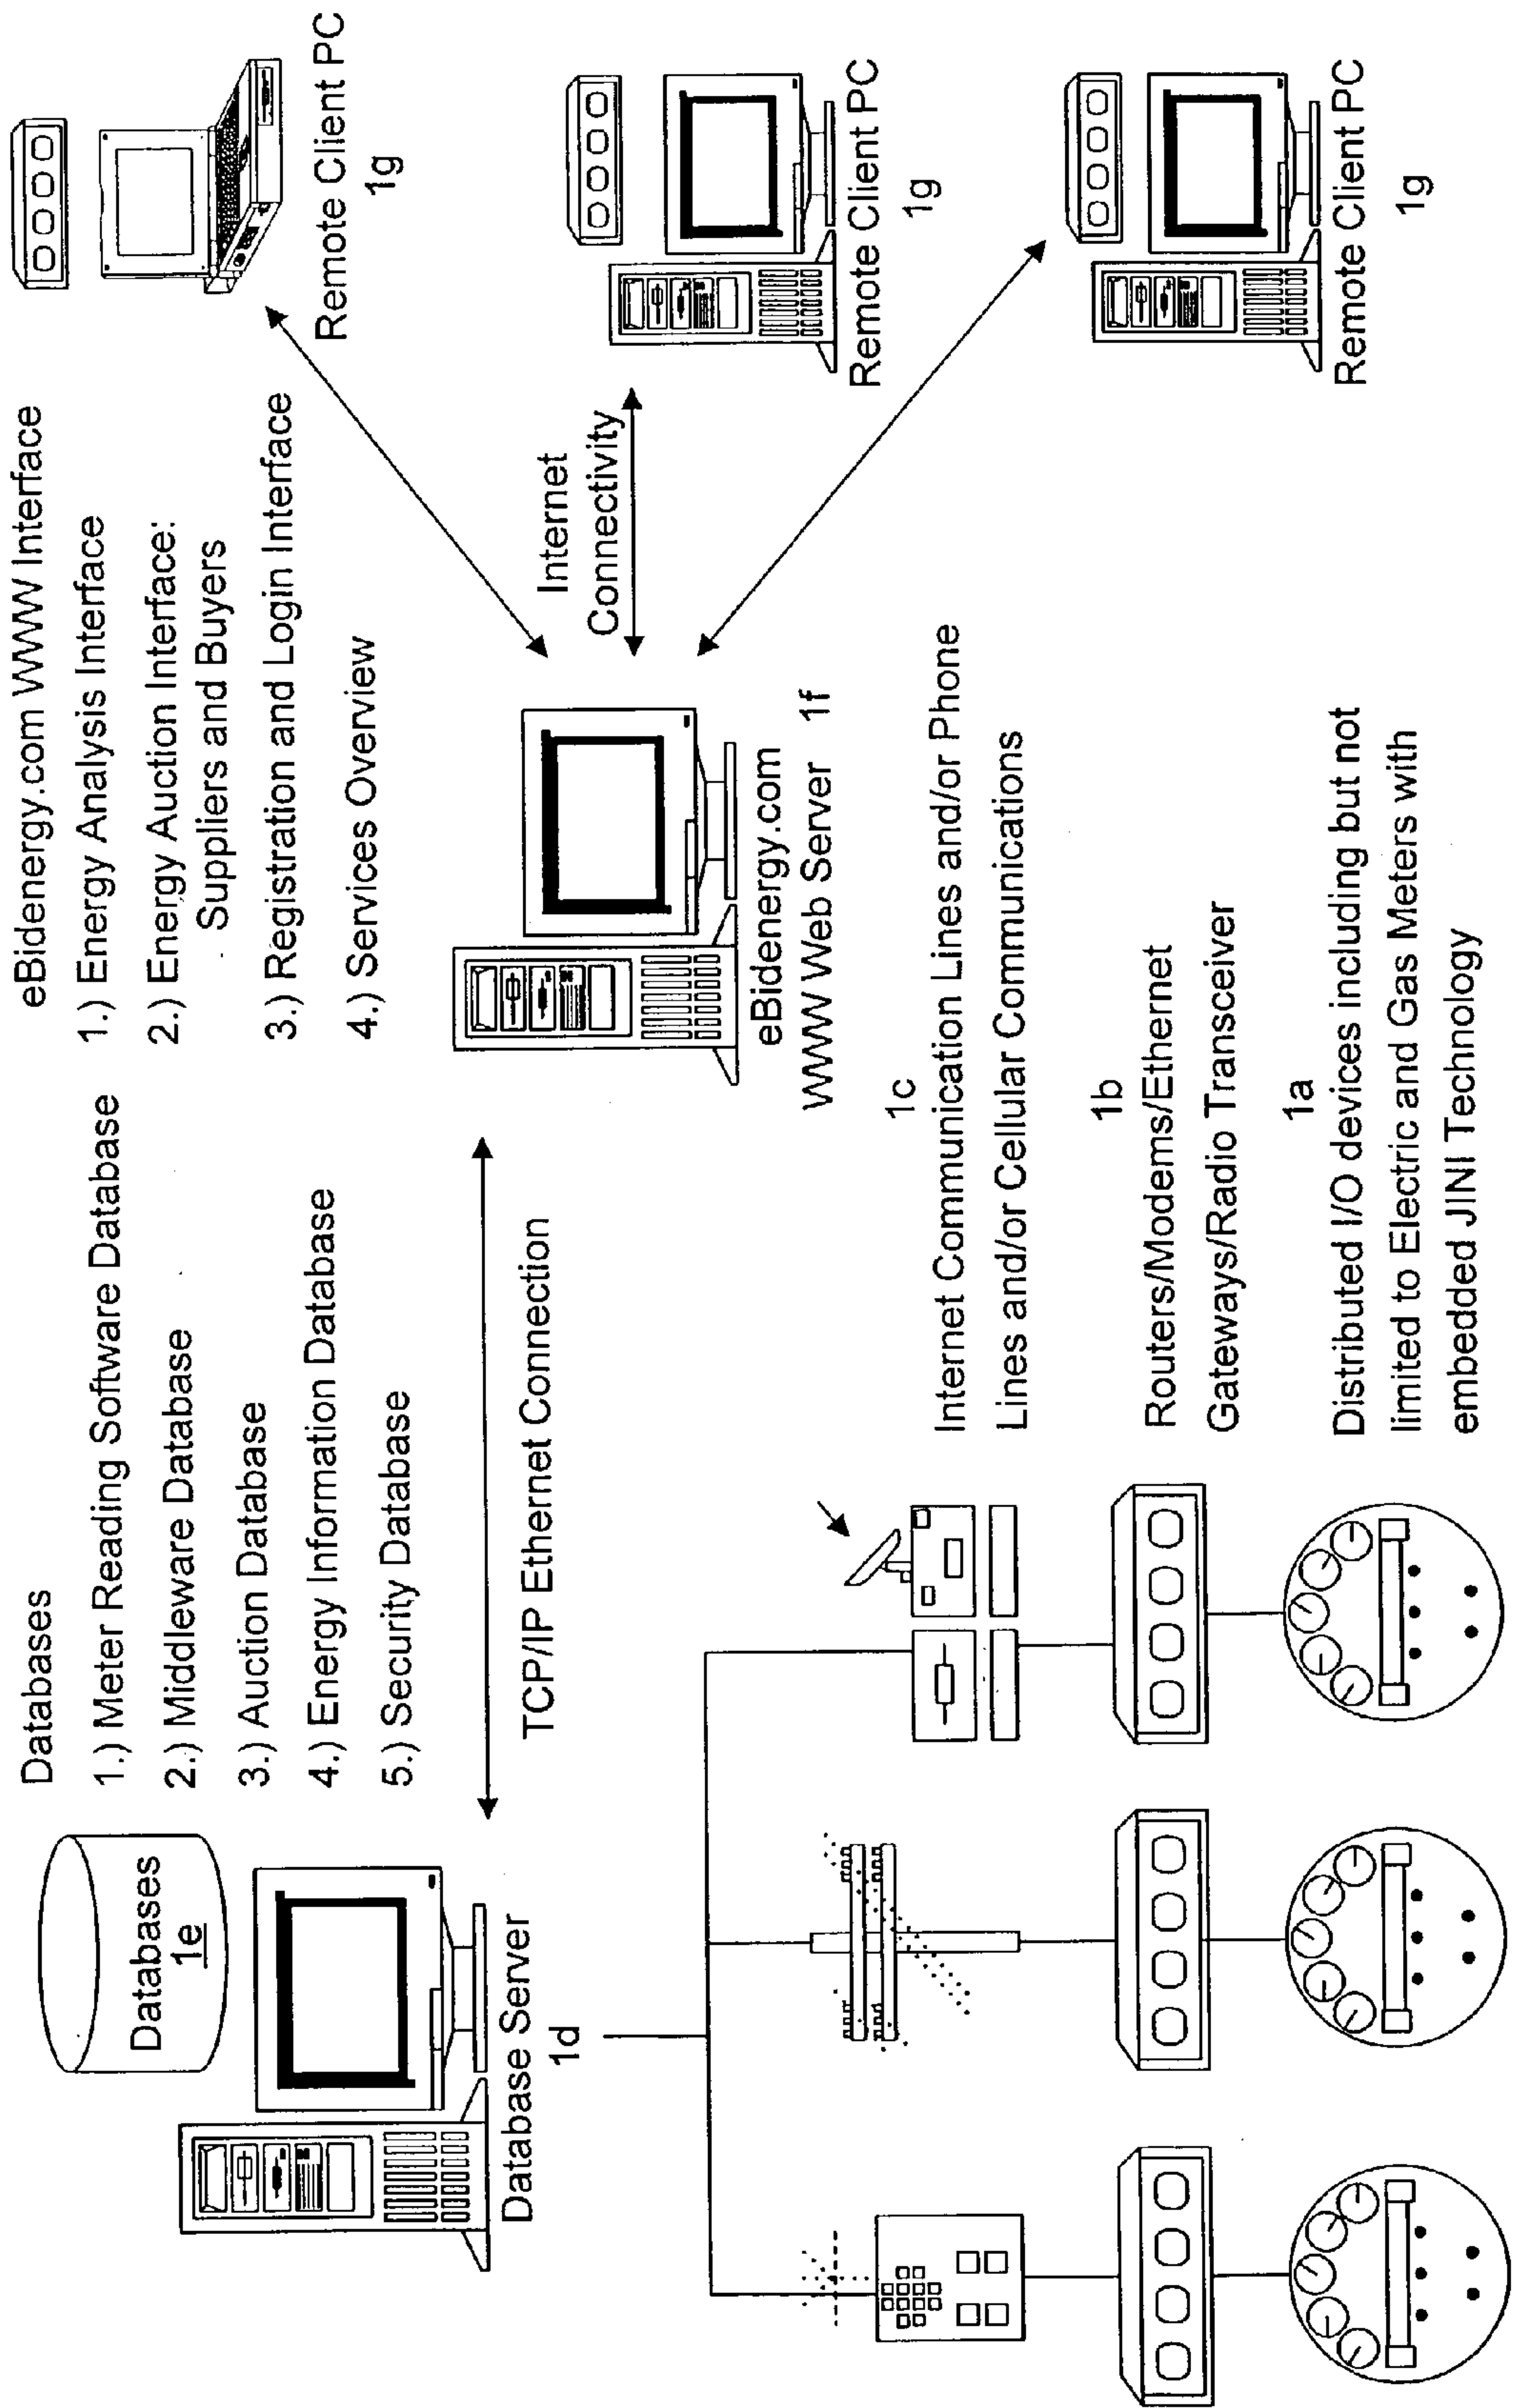 Databases
1e
Databases
1.) Meter Reading Software Database
2.) Middleware Database
3.) Auction Database
4.) Energy Information Database
5.) Security Database
eBidenergy.com WWW Interface
1.) Energy Analysis Interface
2.) Energy Auction Interface:
Suppliers and Buyers
3.) Registration and Login Interface
4.) Services Overview
Remote Client PC
1g
Database Server
1d
TCP/IP Ethernet Connection
eBidenergy.com
WWW Web Server 1f
Internet
Connectivity
Remote Client PC
1g
Remote Client PC
1g
1c
Internet Communication Lines and/or Phone
Lines and/or Cellular Communications
1b
Routers/Modems/Ethernet
Gateways/Radio Transceiver
1a
Distributed I/O devices including but not
limited to Electric and Gas Meters with
embedded JINI Technology